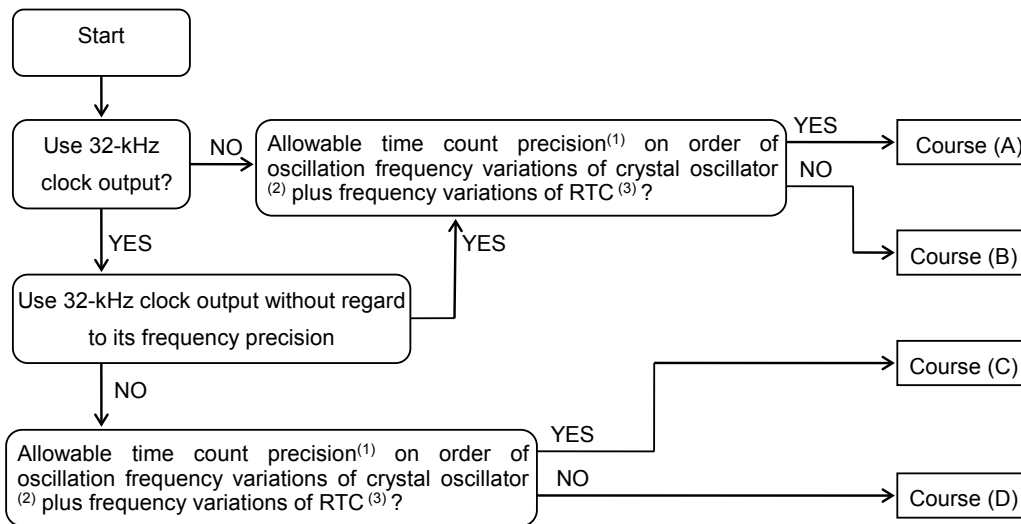 Start
Use 32-kHz
clock output?
NO
Allowable time count precision(1) on order of
oscillation frequency variations of crystal oscillator
(2) plus frequency variations of RTC (3) ?
YES
Course (A)
NO
Course (B)
YES
YES
Use 32-kHz clock output without regard
to its frequency precision
NO
Allowable time count precision(1) on order of
oscillation frequency variations of crystal oscillator
(2) plus frequency variations of RTC (3) ?
YES
Course (C)
NO
Course (D)